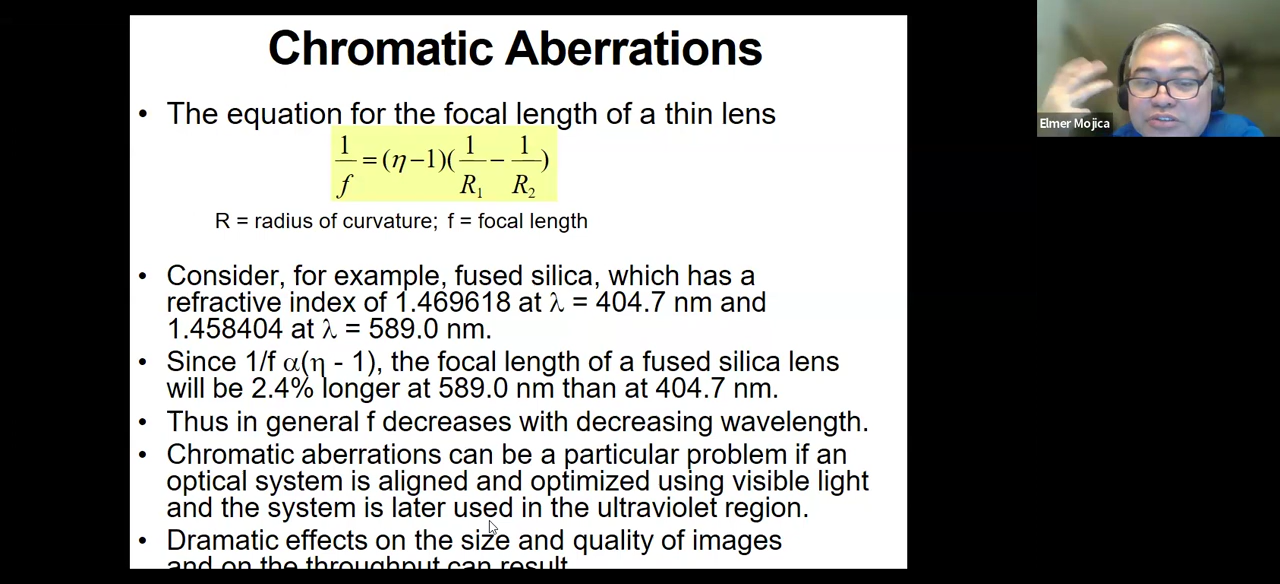 Chromatic Aberrations
• The equation for the focal length of a thin lens
1/f = (η−1)(1/R₁ − 1/R₂)
R = radius of curvature; f = focal length
• Consider, for example, fused silica, which has a
refractive index of 1.469618 at λ = 404.7 nm and
1.458404 at λ = 589.0 nm.
• Since 1/f α(η - 1), the focal length of a fused silica lens
will be 2.4% longer at 589.0 nm than at 404.7 nm.
• Thus in general f decreases with decreasing wavelength.
• Chromatic aberrations can be a particular problem if an
optical system is aligned and optimized using visible light
and the system is later used in the ultraviolet region.
• Dramatic effects on the size and quality of images
and on the throughput can result
Elmer Mojica